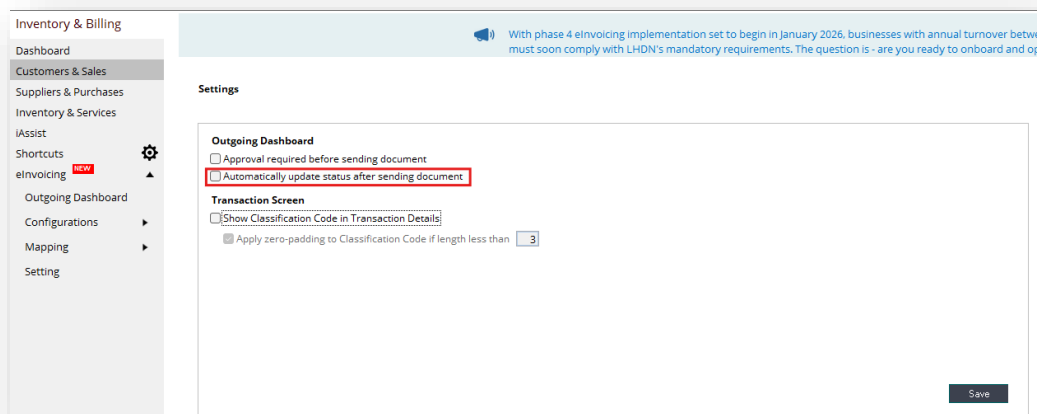 Inventory & Billing
Dashboard
Customers & Sales
Suppliers & Purchases
Inventory & Services
iAssist
Shortcuts
eInvoicing NEW
Outgoing Dashboard
Configurations
Mapping
Setting
With phase 4 eInvoicing implementation set to begin in January 2026, businesses with annual turnover
must soon comply with LHDN's mandatory requirements. The question is - are you ready to onboard and
Settings
Outgoing Dashboard
Approval required before sending document
Automatically update status after sending document
Transaction Screen
Show Classification Code in Transaction Details
Apply zero-padding to Classification Code if length less than 3
Save